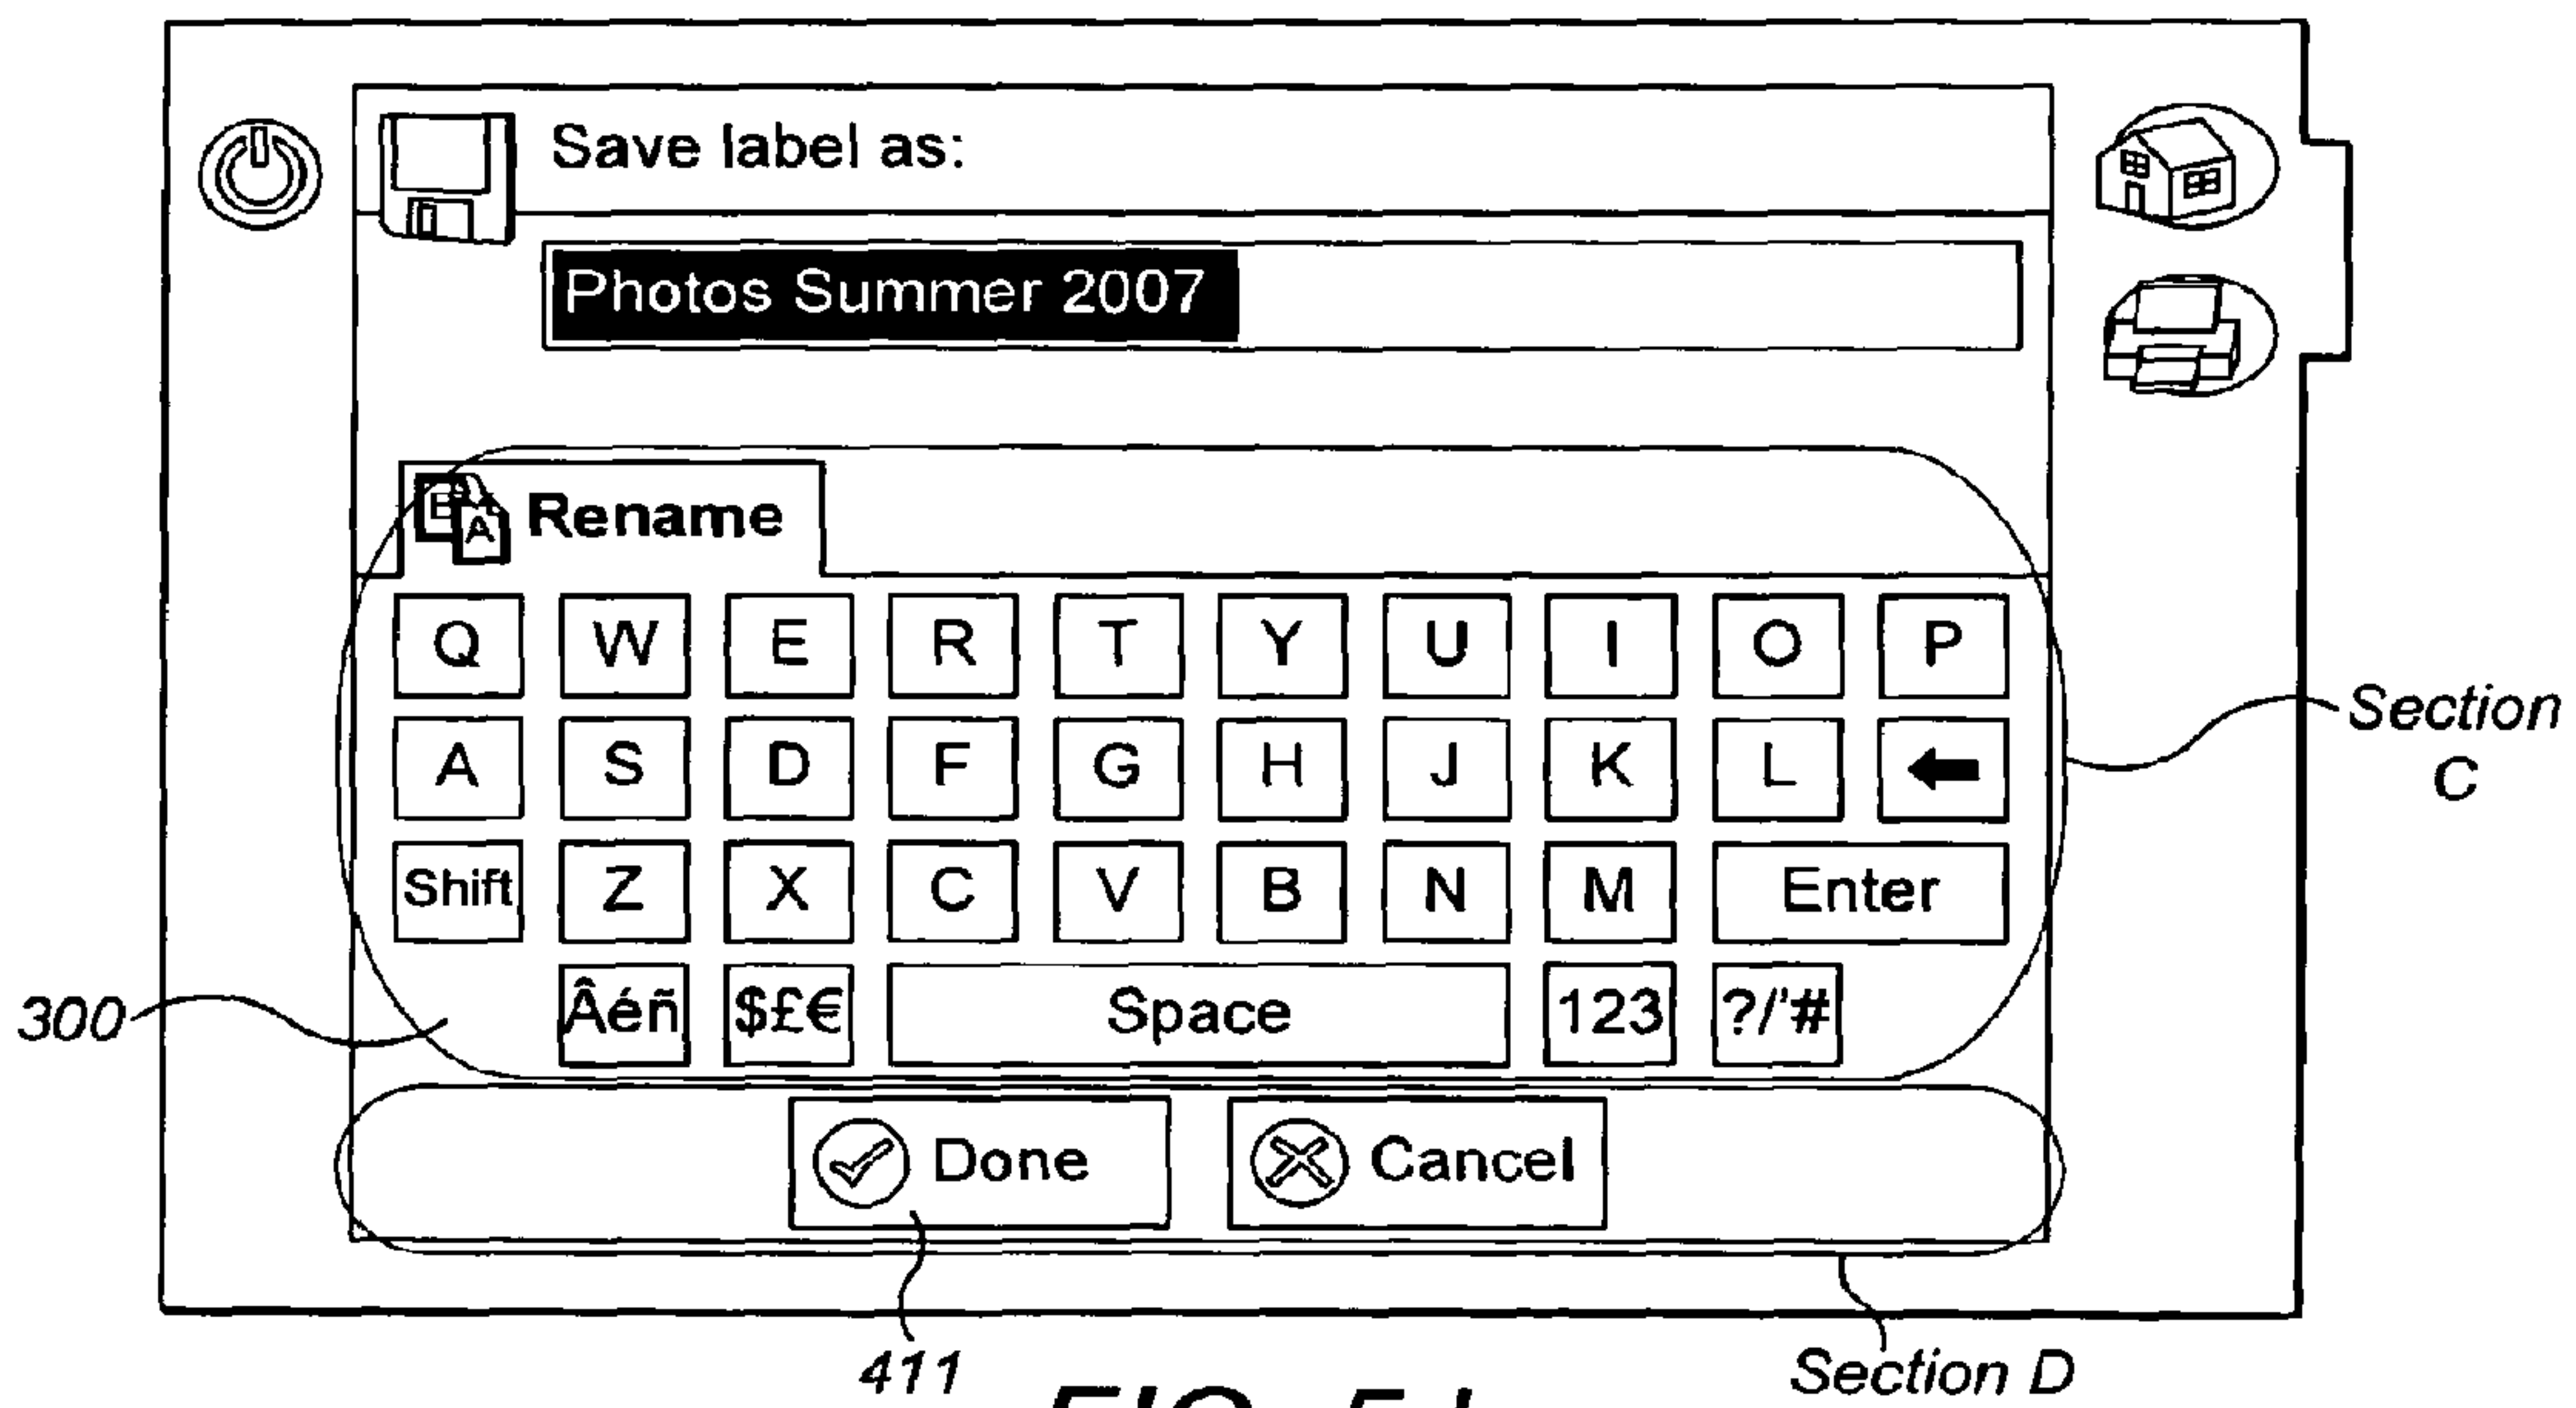 Save label as:
Photos Summer 2007
B A Rename
Q W E R T Y U I O P
A S D F G H J K L
Section
C
Shift Z X C V B N M Enter
300
Âéñ $£€ Space 123 ?/'#
Done Cancel
411
Section D